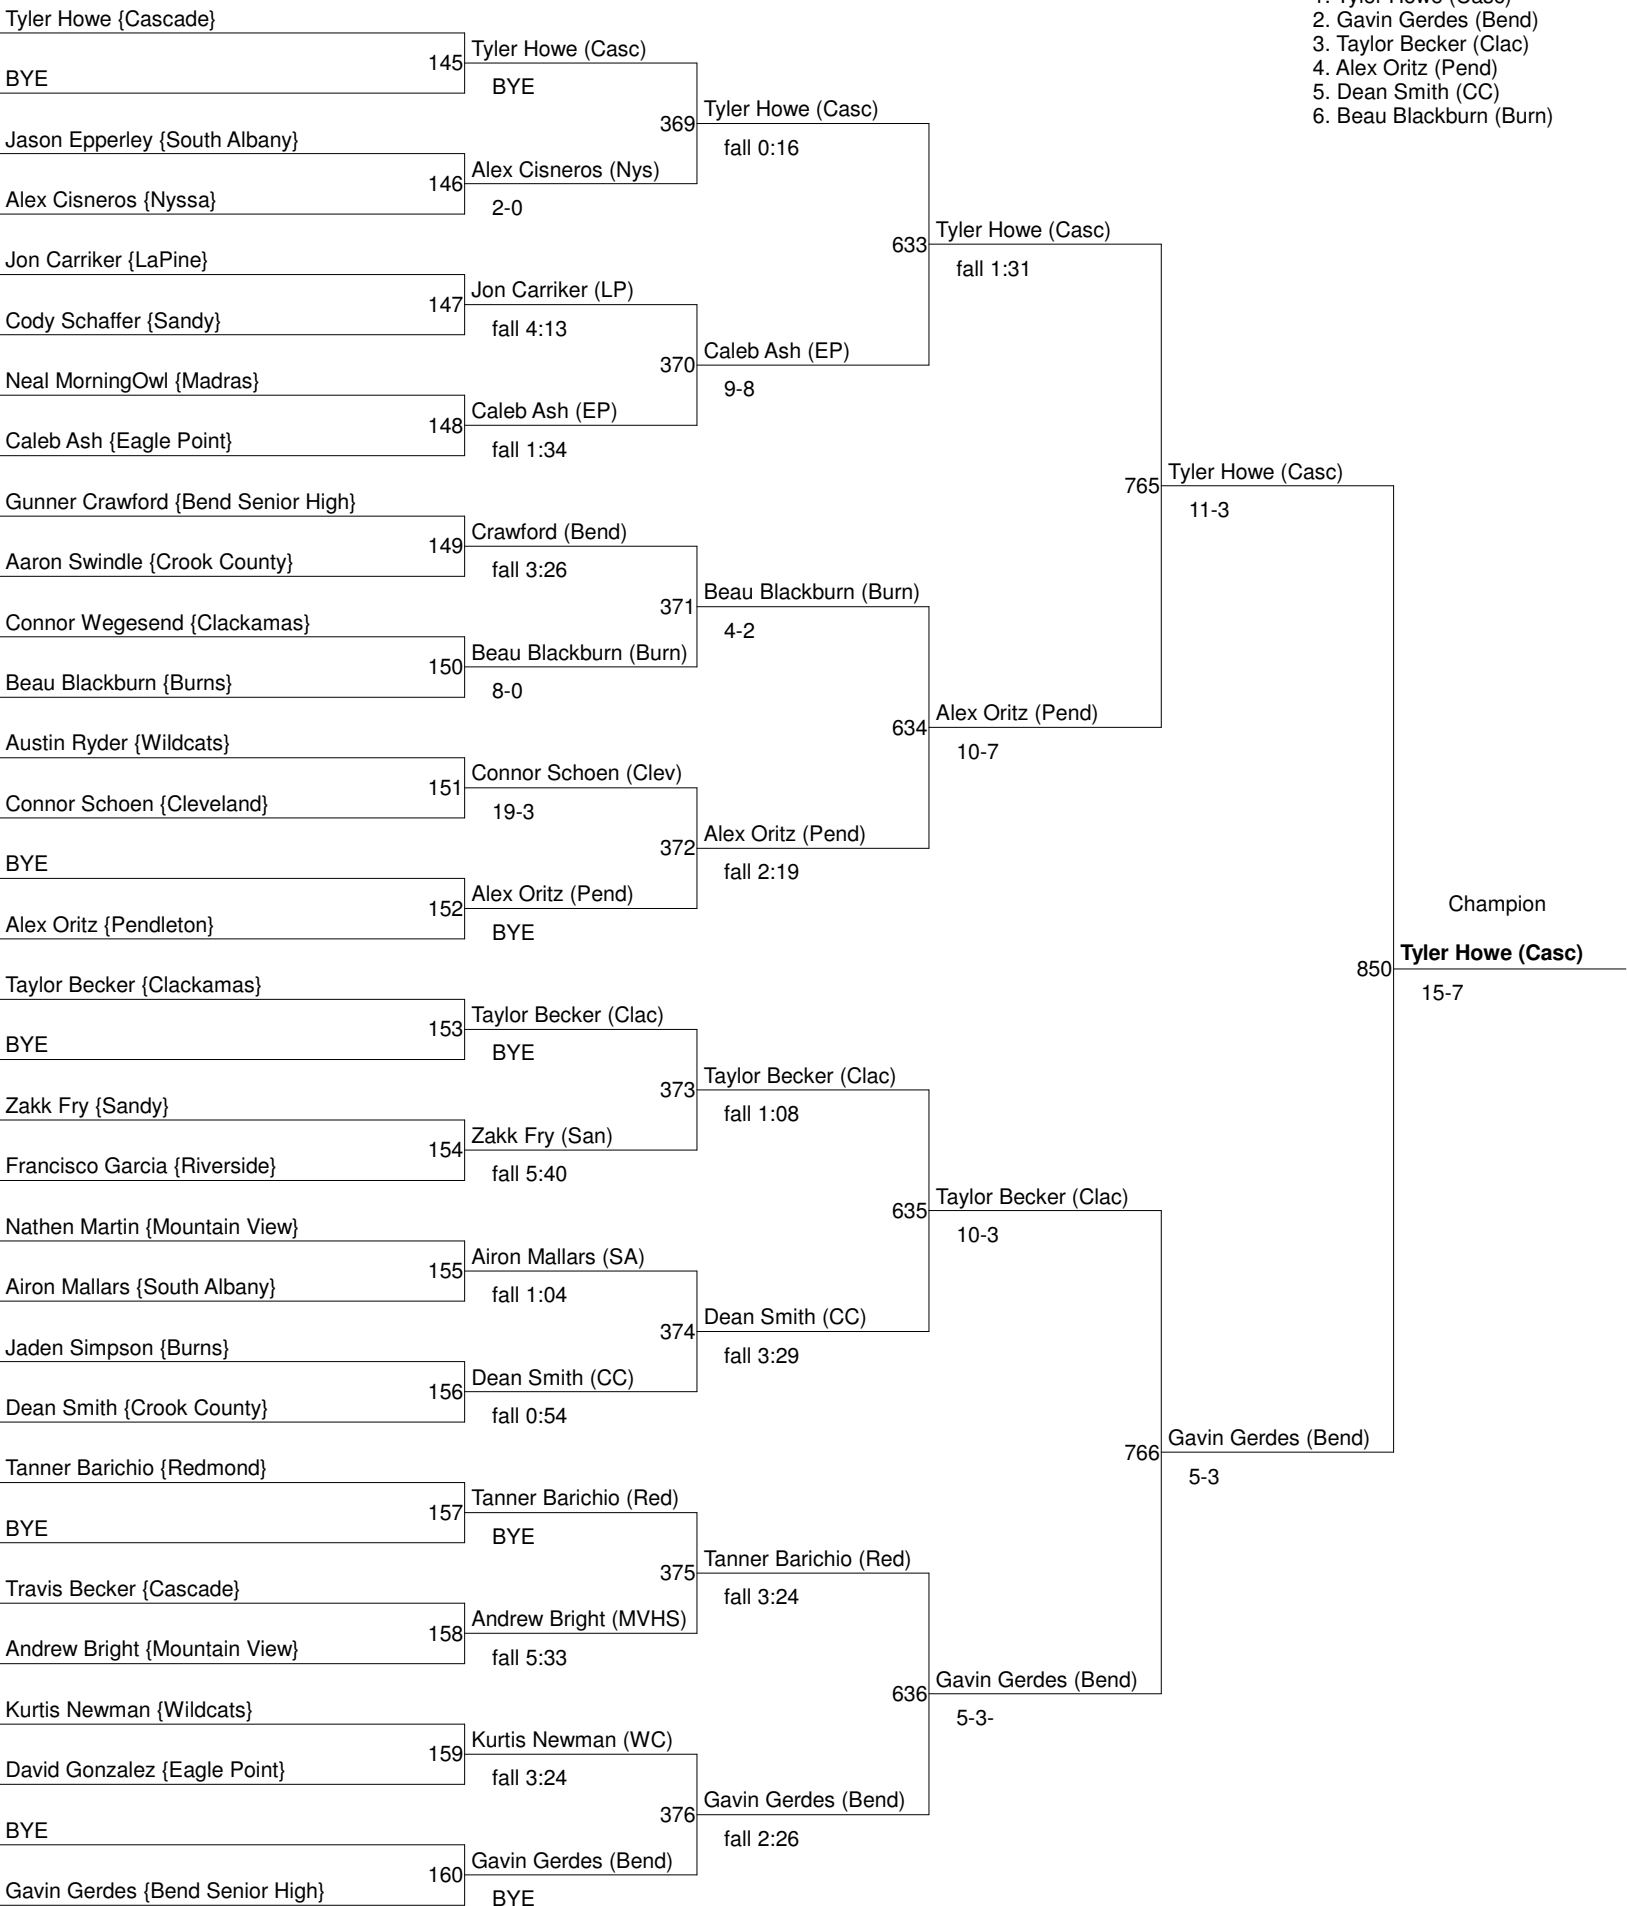 1. Tyler Howe (Casc)
2. Gavin Gerdes (Bend)
3. Taylor Becker (Clac)
4. Alex Oritz (Pend)
5. Dean Smith (CC)
6. Beau Blackburn (Burn)
Tyler Howe {Cascade}
BYE
Jason Epperley {South Albany}
Alex Cisneros {Nyssa}
Jon Carriker {LaPine}
Cody Schaffer {Sandy}
Neal MorningOwl {Madras}
Caleb Ash {Eagle Point}
Gunner Crawford {Bend Senior High}
Aaron Swindle {Crook County}
Connor Wegesend {Clackamas}
Beau Blackburn {Burns}
Austin Ryder {Wildcats}
Connor Schoen {Cleveland}
BYE
Alex Oritz {Pendleton}
Taylor Becker {Clackamas}
BYE
Zakk Fry {Sandy}
Francisco Garcia {Riverside}
Nathen Martin {Mountain View}
Airon Mallars {South Albany}
Jaden Simpson {Burns}
Dean Smith {Crook County}
Tanner Barichio {Redmond}
BYE
Travis Becker {Cascade}
Andrew Bright {Mountain View}
Kurtis Newman {Wildcats}
David Gonzalez {Eagle Point}
BYE
Gavin Gerdes {Bend Senior High}
145 Tyler Howe (Casc)
BYE
146 Alex Cisneros (Nys)
2-0
147 Jon Carriker (LP)
fall 4:13
148 Caleb Ash (EP)
fall 1:34
149 Crawford (Bend)
fall 3:26
150 Beau Blackburn (Burn)
8-0
151 Connor Schoen (Clev)
19-3
152 Alex Oritz (Pend)
BYE
153 Taylor Becker (Clac)
BYE
154 Zakk Fry (San)
fall 5:40
155 Airon Mallars (SA)
fall 1:04
156 Dean Smith (CC)
fall 0:54
157 Tanner Barichio (Red)
BYE
158 Andrew Bright (MVHS)
fall 5:33
159 Kurtis Newman (WC)
fall 3:24
160 Gavin Gerdes (Bend)
BYE
369 Tyler Howe (Casc)
fall 0:16
370 Caleb Ash (EP)
9-8
371 Beau Blackburn (Burn)
4-2
372 Alex Oritz (Pend)
fall 2:19
373 Taylor Becker (Clac)
fall 1:08
374 Dean Smith (CC)
fall 3:29
375 Tanner Barichio (Red)
fall 3:24
376 Gavin Gerdes (Bend)
fall 2:26
633 Tyler Howe (Casc)
fall 1:31
634 Alex Oritz (Pend)
10-7
635 Taylor Becker (Clac)
10-3
636 Gavin Gerdes (Bend)
5-3-
765 Tyler Howe (Casc)
11-3
766 Gavin Gerdes (Bend)
5-3
Champion
850 Tyler Howe (Casc)
15-7